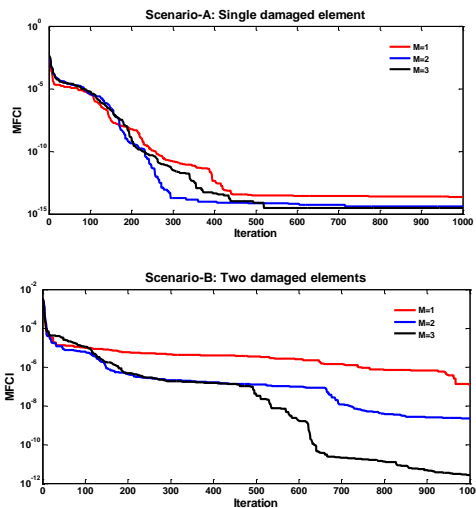 Scenario-A: Single damaged element
10^0
10^-5
10^-10
10^-15
MFCI
M=1
M=2
M=3
0 100 200 300 400 500 600 700 800 900 1000
Iteration
Scenario-B: Two damaged elements
10^-2
10^-4
10^-6
10^-8
10^-10
10^-12
MFCI
M=1
M=2
M=3
0 100 200 300 400 500 600 700 800 900 1000
Iteration